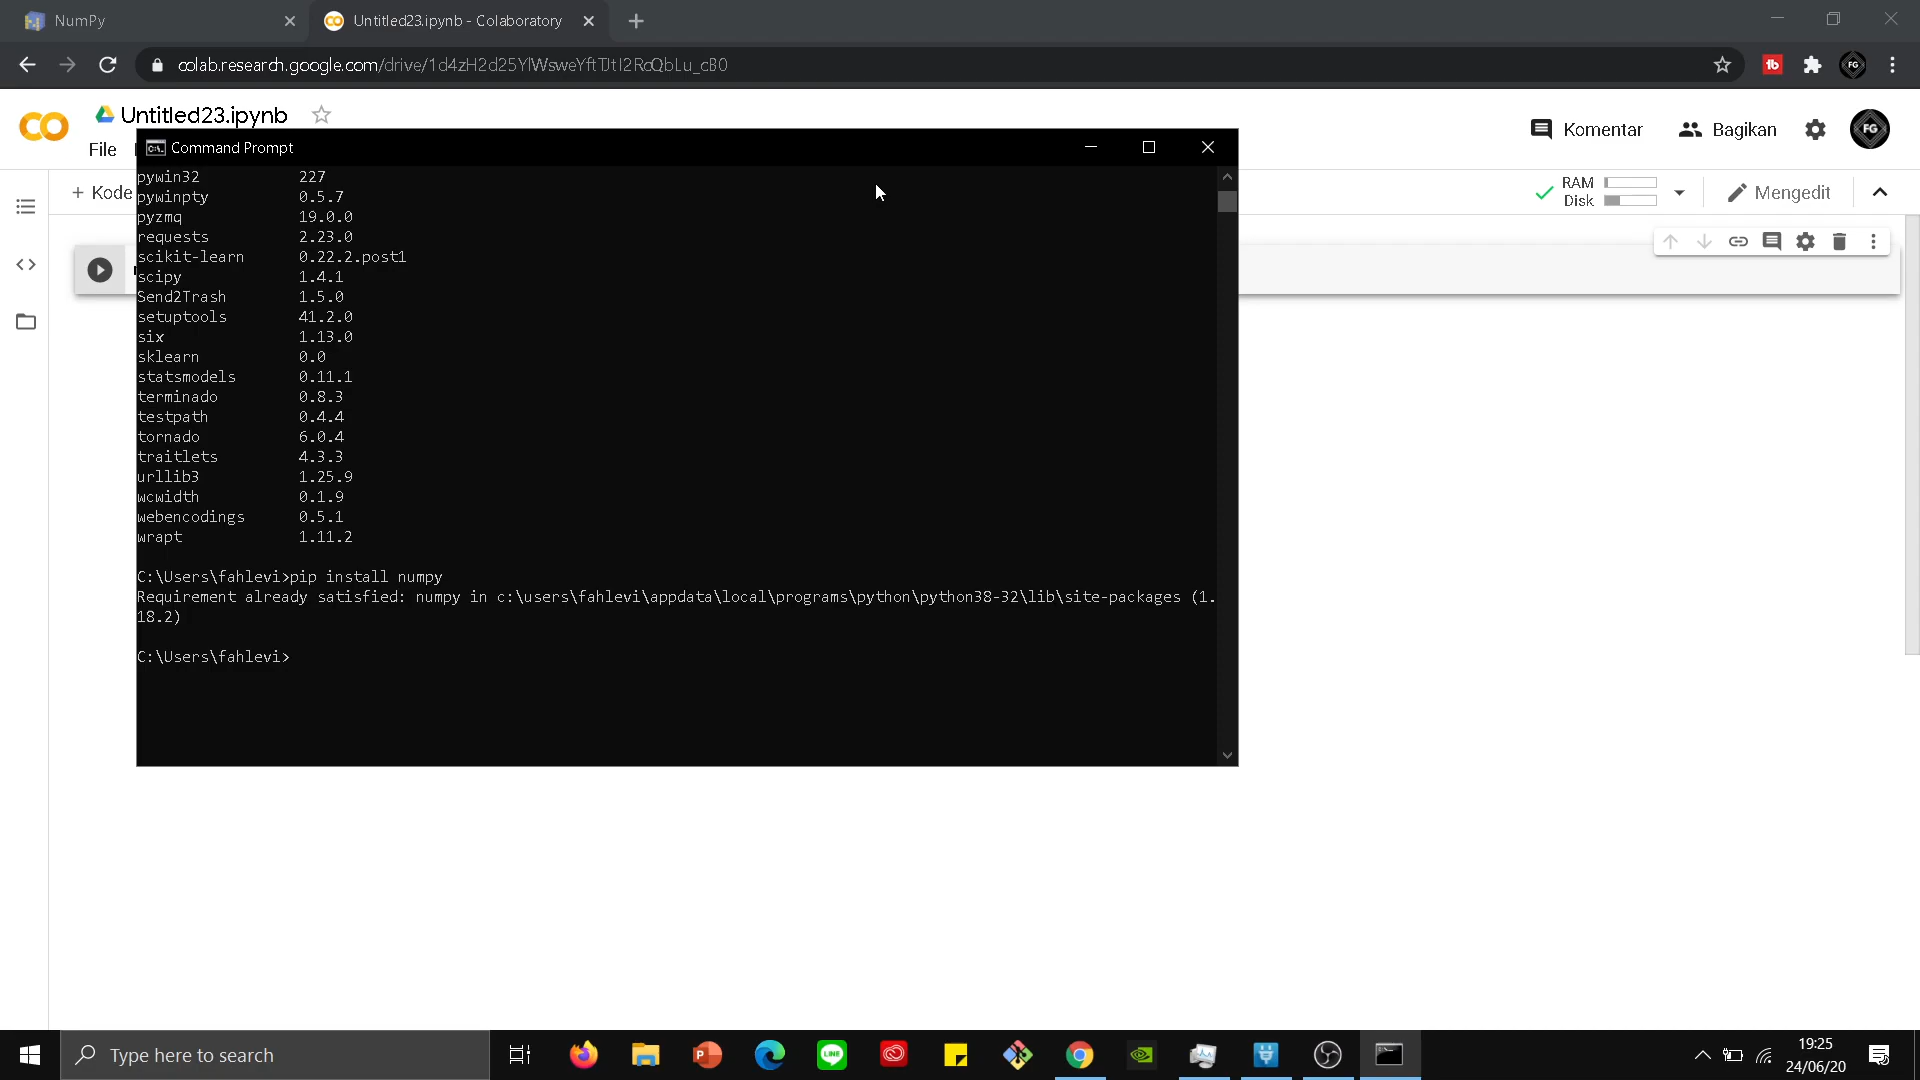 NumPy
Untitled23.ipynb - Colaboratory
colab.research.google.com/drive/1d4zH2d25YlWsweYftTJtI2RoQbLu_cB0
Untitled23.ipynb
File
Komentar
Bagikan
FG
Command Prompt
+ Kode
RAM
Disk
Mengedit
pywin32 227
pywinpty 0.5.7
pyzmq 19.0.0
requests 2.23.0
scikit-learn 0.22.2.post1
scipy 1.4.1
Send2Trash 1.5.0
setuptools 41.2.0
six 1.13.0
sklearn 0.0
statsmodels 0.11.1
terminado 0.8.3
testpath 0.4.4
tornado 6.0.4
traitlets 4.3.3
urllib3 1.25.9
wcwidth 0.1.9
webencodings 0.5.1
wrapt 1.11.2
C:\Users\fahlevi>pip install numpy
Requirement already satisfied: numpy in c:\users\fahlevi\appdata\local\programs\python\python38-32\lib\site-packages (1.
18.2)
C:\Users\fahlevi>
Type here to search
19:25
24/06/20